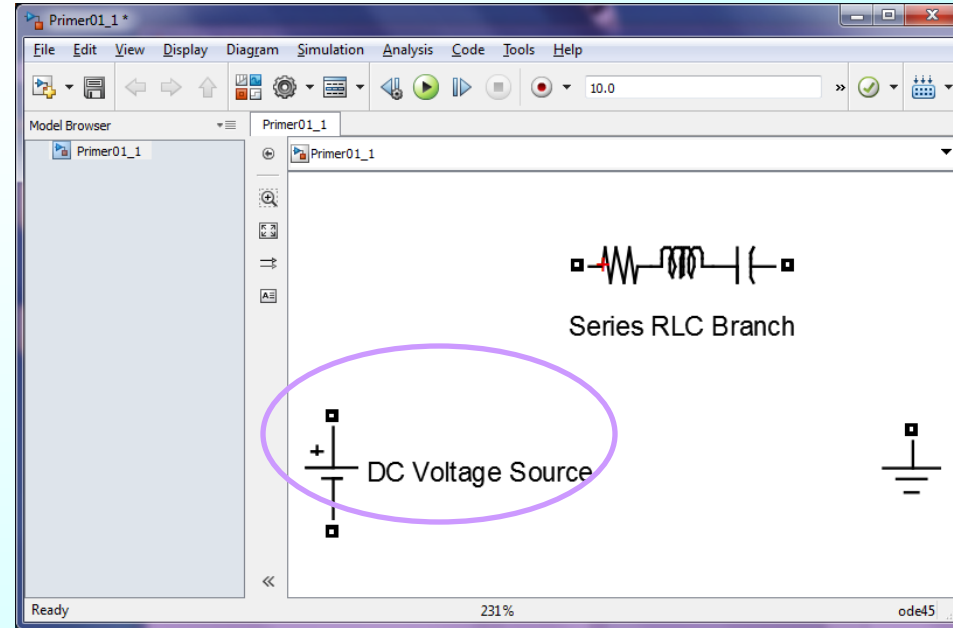 Primer01_1 *
File Edit View Display Diagram Simulation Analysis Code Tools Help
10.0 »
Model Browser
Primer01_1
Primer01_1
Primer01_1
Series RLC Branch
+
DC Voltage Source
Ready 231% ode45